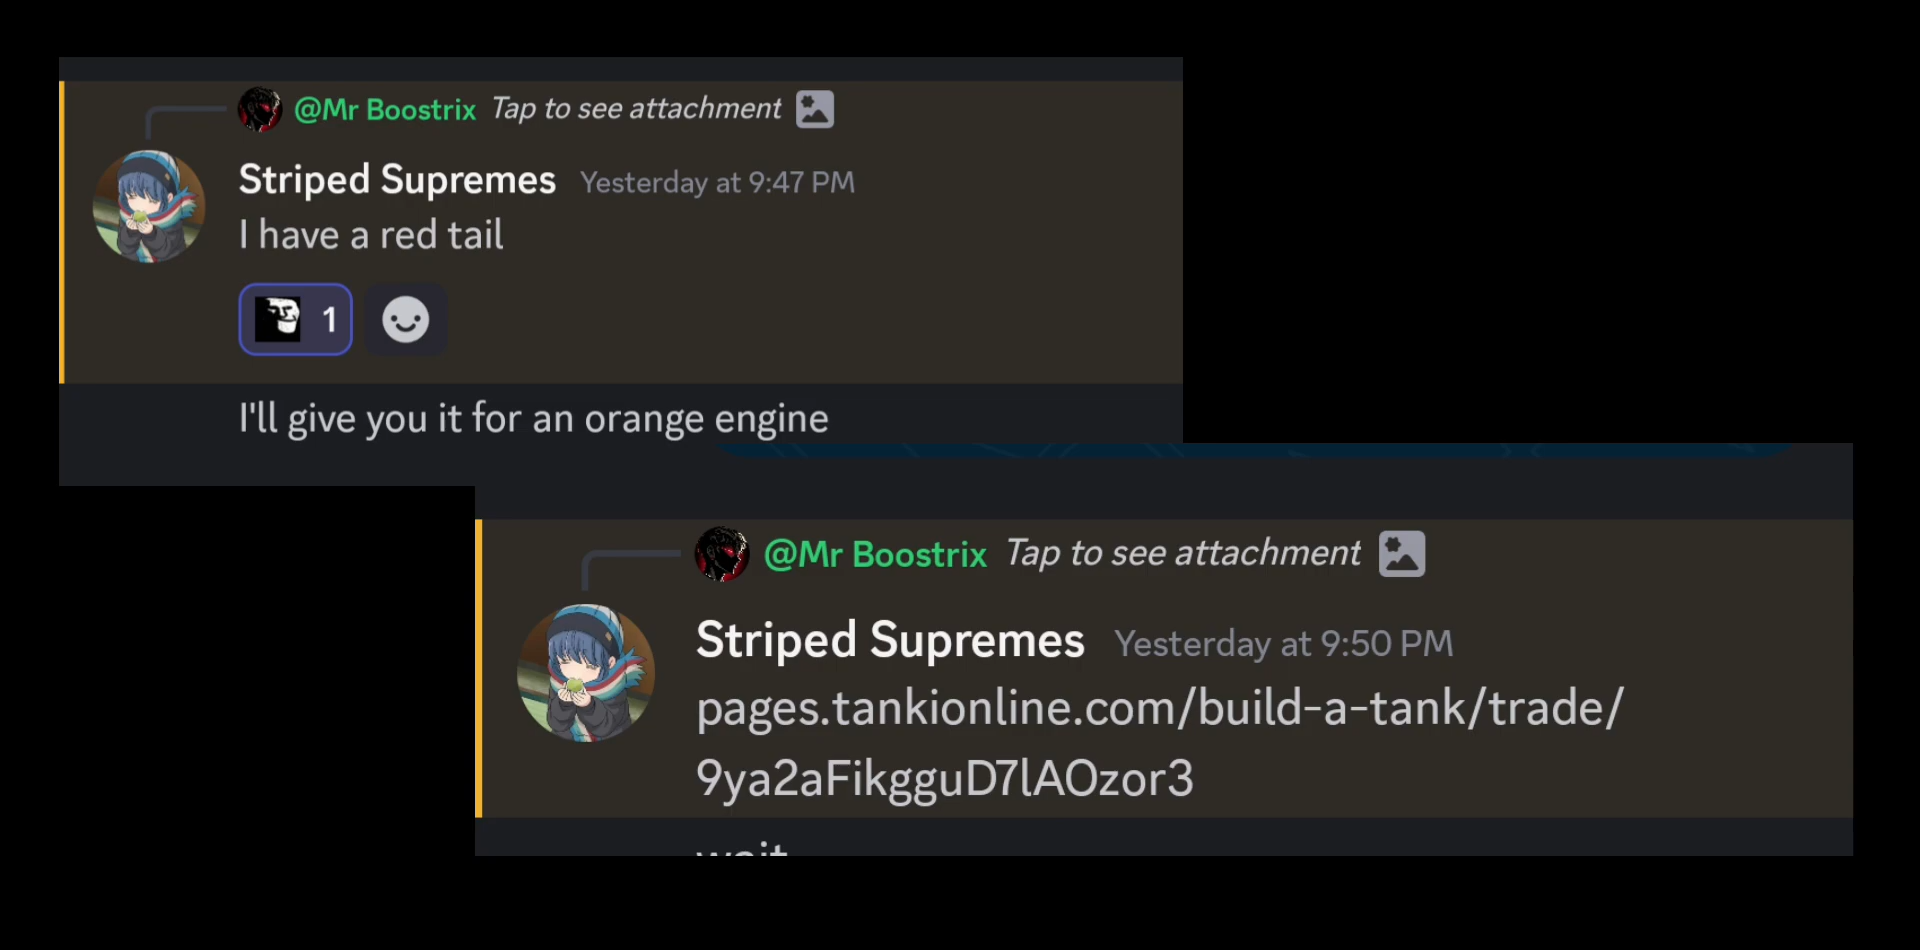 @Mr Boostrix Tap to see attachment
Striped Supremes Yesterday at 9:47 PM
I have a red tail
1
I'll give you it for an orange engine
@Mr Boostrix Tap to see attachment
Striped Supremes Yesterday at 9:50 PM
pages.tankionline.com/build-a-tank/trade/
9ya2aFikgguD7lAOzor3
wait